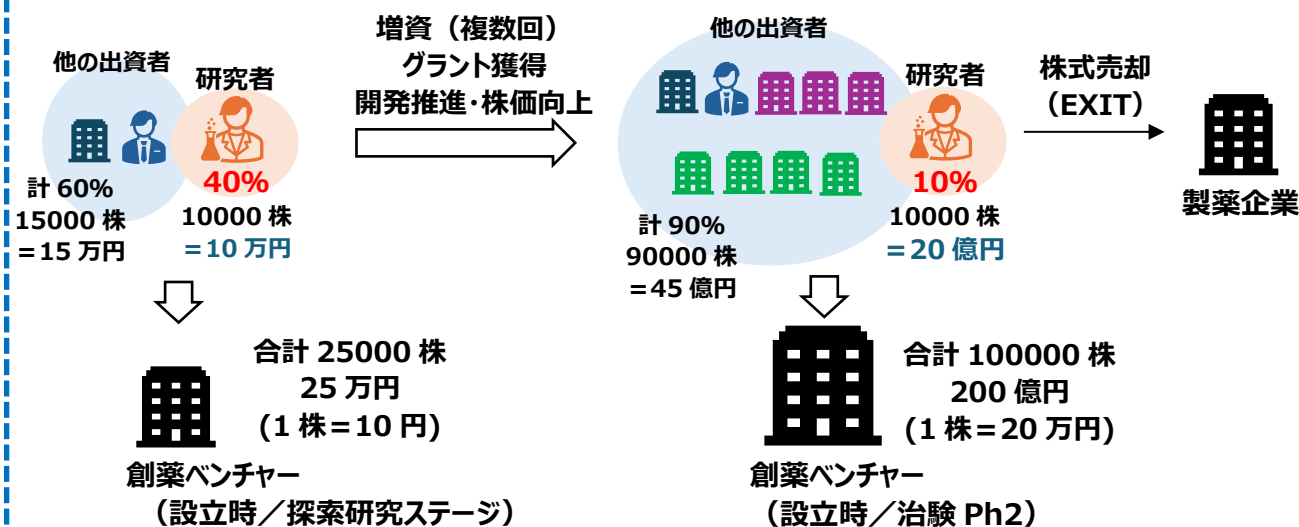 増資（複数回）
グラント獲得
開発推進・株価向上
他の出資者
研究者
計 60%
15000 株
＝15 万円
40%
10000 株
＝10 万円
合計 25000 株
25 万円
(1 株＝10 円)
創薬ベンチャー
（設立時／探索研究ステージ）
他の出資者
研究者
計 90%
90000 株
＝45 億円
10%
10000 株
＝20 億円
合計 100000 株
200 億円
(1 株＝20 万円)
創薬ベンチャー
（設立時／治験 Ph2）
株式売却
（EXIT）
製薬企業